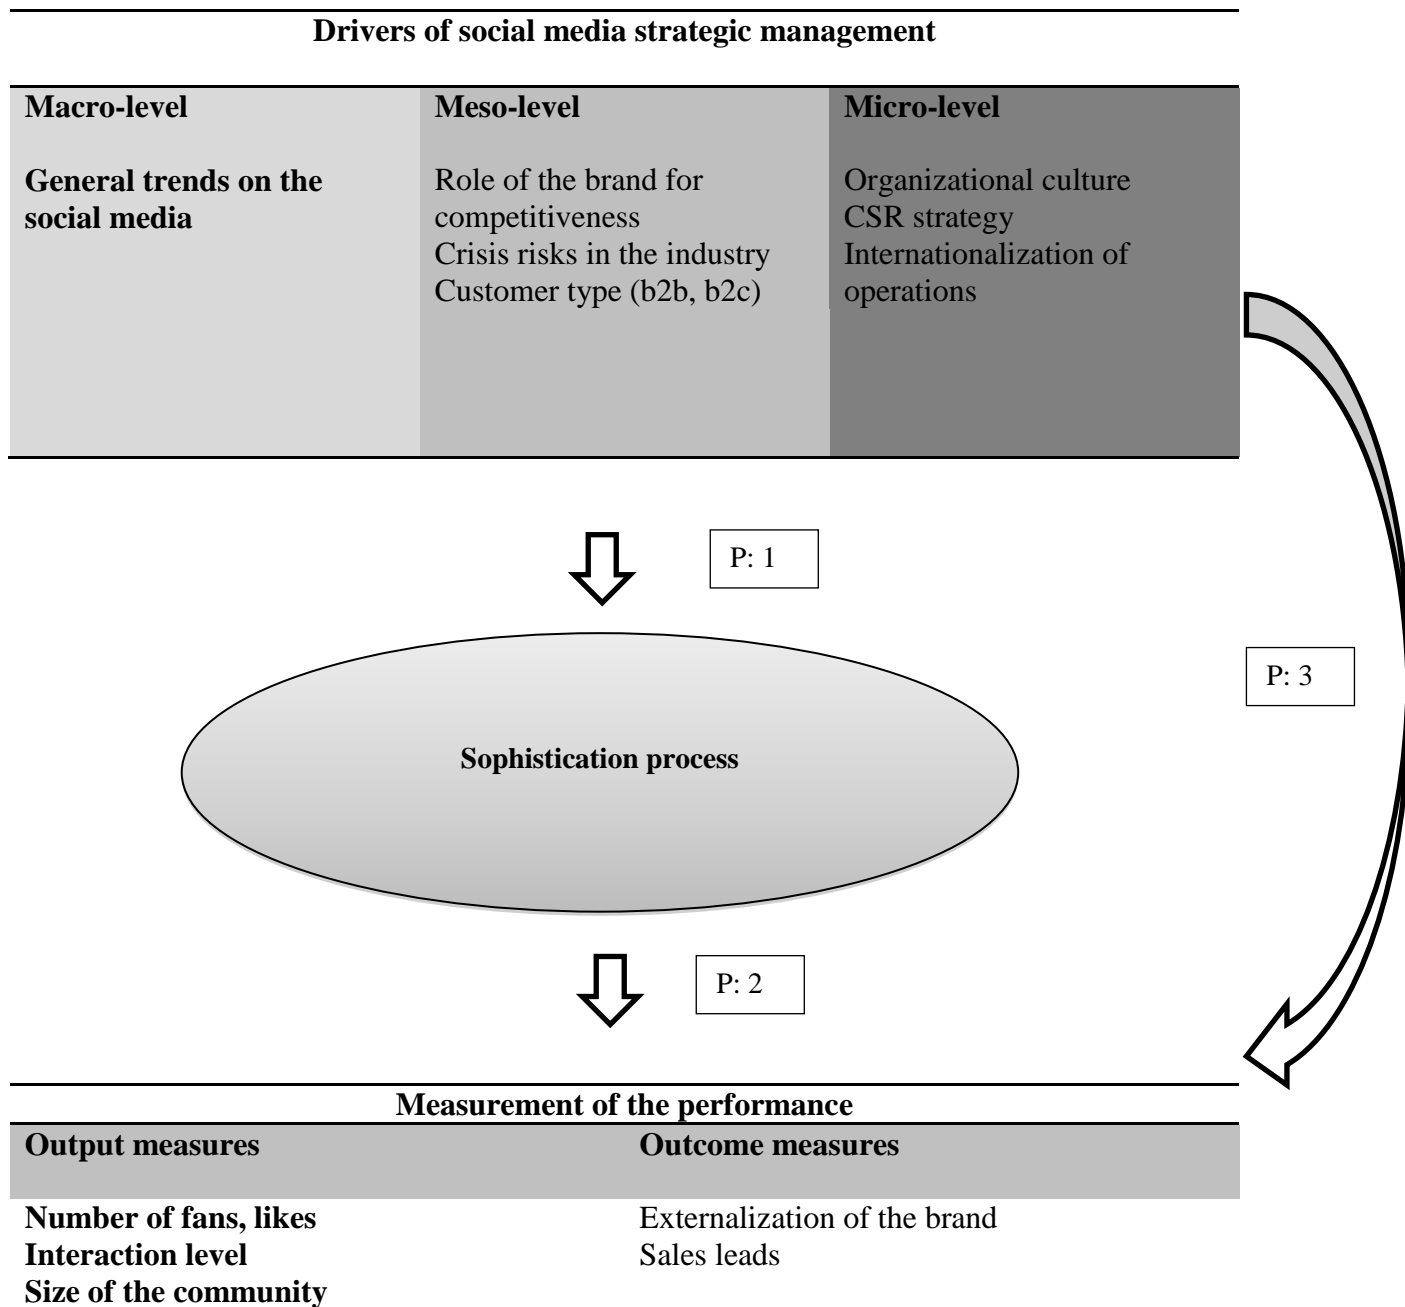 Drivers of social media strategic management
Macro-level
General trends on the
social media
Meso-level
Role of the brand for
competitiveness
Crisis risks in the industry
Customer type (b2b, b2c)
Micro-level
Organizational culture
CSR strategy
Internationalization of
operations
P: 1
Sophistication process
P: 3
P: 2
Measurement of the performance
Output measures
Number of fans, likes
Interaction level
Size of the community
Outcome measures
Externalization of the brand
Sales leads